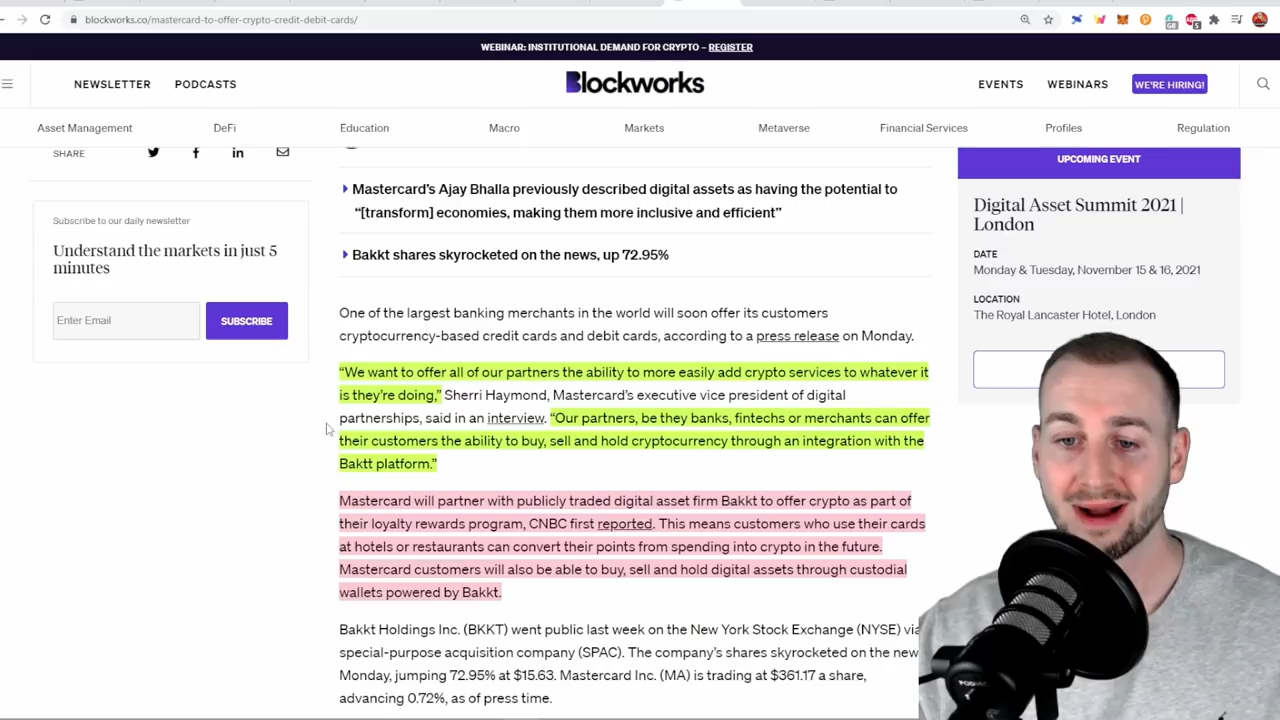 blockworks.co/mastercard-to-offer-crypto-credit-debit-cards/
WEBINAR: INSTITUTIONAL DEMAND FOR CRYPTO – REGISTER
NEWSLETTER PODCASTS
Blockworks
EVENTS WEBINARS WE'RE HIRING!
Asset Management DeFi Education Macro Markets Metaverse Financial Services Profiles Regulation
SHARE
Subscribe to our daily newsletter
Understand the markets in just 5
minutes
Enter Email SUBSCRIBE
Mastercard's Ajay Bhalla previously described digital assets as having the potential to
“[transform] economies, making them more inclusive and efficient”
Bakkt shares skyrocketed on the news, up 72.95%
One of the largest banking merchants in the world will soon offer its customers
cryptocurrency-based credit cards and debit cards, according to a press release on Monday.
“We want to offer all of our partners the ability to more easily add crypto services to whatever it
is they're doing,” Sherri Haymond, Mastercard's executive vice president of digital
partnerships, said in an interview. “Our partners, be they banks, fintechs or merchants can offer
their customers the ability to buy, sell and hold cryptocurrency through an integration with the
Baktt platform.”
Mastercard will partner with publicly traded digital asset firm Bakkt to offer crypto as part of
their loyalty rewards program, CNBC first reported. This means customers who use their cards
at hotels or restaurants can convert their points from spending into crypto in the future.
Mastercard customers will also be able to buy, sell and hold digital assets through custodial
wallets powered by Bakkt.
Bakkt Holdings Inc. (BKKT) went public last week on the New York Stock Exchange (NYSE) via
special-purpose acquisition company (SPAC). The company's shares skyrocketed on the new
Monday, jumping 72.95% at $15.63. Mastercard Inc. (MA) is trading at $361.17 a share,
advancing 0.72%, as of press time.
UPCOMING EVENT
Digital Asset Summit 2021 |
London
DATE
Monday & Tuesday, November 15 & 16, 2021
LOCATION
The Royal Lancaster Hotel, London